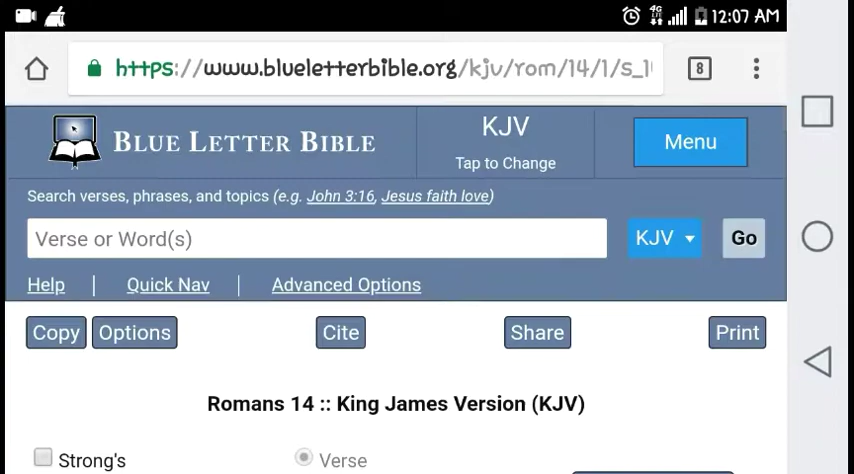 4G LTE 12:07 AM
https://www.blueletterbible.org/kjv/rom/14/1/s_1 8
BLUE LETTER BIBLE
KJV
Tap to Change
Menu
Search verses, phrases, and topics (e.g. John 3:16, Jesus faith love)
Verse or Word(s) KJV Go
Help | Quick Nav | Advanced Options
Copy Options Cite Share Print
Romans 14 :: King James Version (KJV)
Strong's Verse